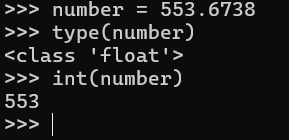 >>> number = 553.6738
>>> type(number)
<class 'float'>
>>> int(number)
553
>>>